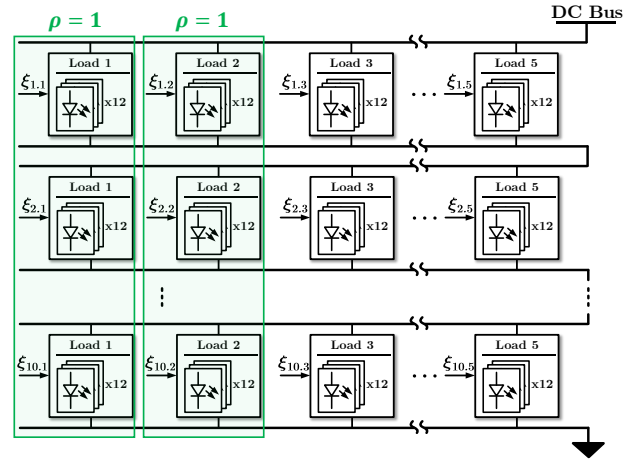 DC Bus
ρ = 1 ρ = 1
Load 1 Load 2 Load 3 Load 5
ξ1.1 x12 ξ1.2 x12 ξ1.3 x12 ... ξ1.5 x12
Load 1 Load 2 Load 3 Load 5
ξ2.1 x12 ξ2.2 x12 ξ2.3 x12 ... ξ2.5 x12
Load 1 Load 2 Load 3 Load 5
ξ10.1 x12 ξ10.2 x12 ξ10.3 x12 ... ξ10.5 x12